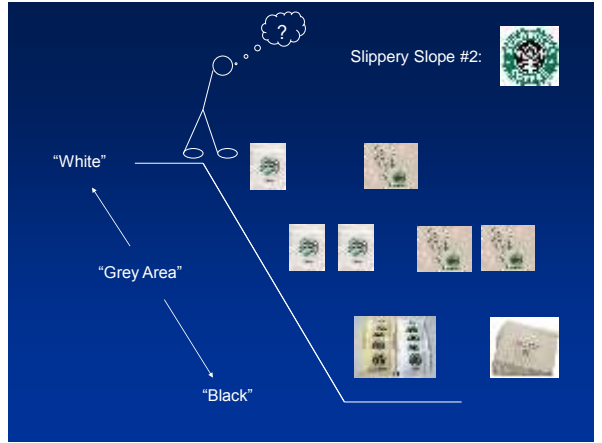 ?
Slippery Slope #2:
“White”
“Grey Area”
“Black”